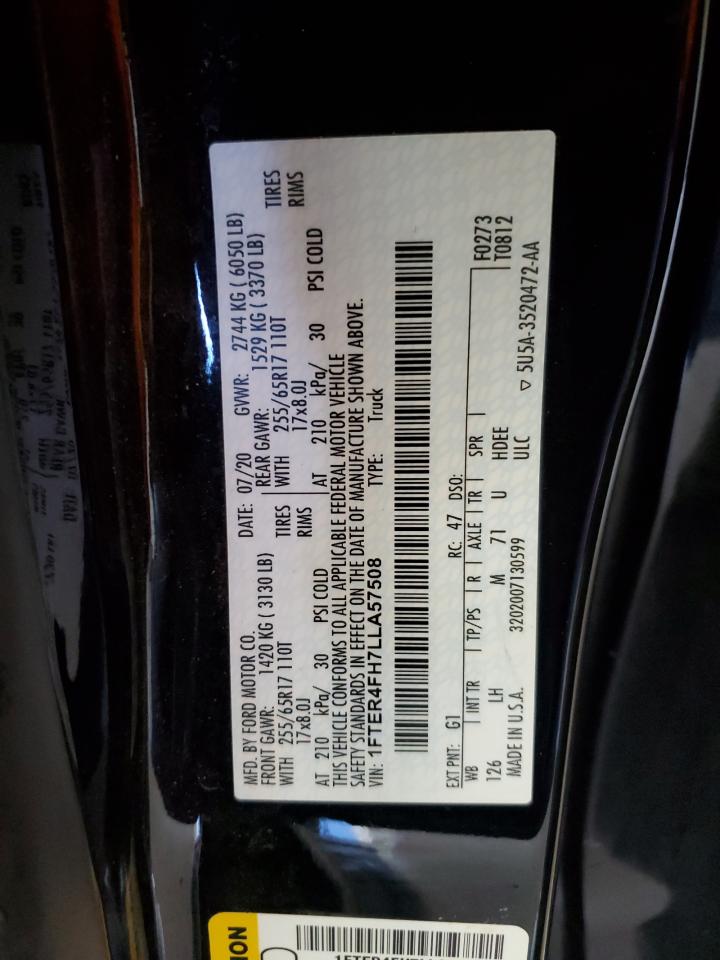 MFD. BY FORD MOTOR CO. DATE: 07/20 GVWR: 2744 KG ( 6050 LB)
FRONT GAWR: 1420 KG ( 3130 LB) REAR GAWR: 1529 KG ( 3370 LB)
WITH 255/65R17 110T TIRES WITH 255/65R17 110T TIRES
17x8.0J RIMS 17x8.0J RIMS
AT 210 kPa/ 30 PSI COLD AT 210 kPa/ 30 PSI COLD
THIS VEHICLE CONFORMS TO ALL APPLICABLE FEDERAL MOTOR VEHICLE
SAFETY STANDARDS IN EFFECT ON THE DATE OF MANUFACTURE SHOWN ABOVE.
VIN: 1FTER4FH7LLA57508 TYPE: Truck
EXT PNT: G1 RC: 47 DSO: F0273
WB INT TR TP/PS R AXLE TR SPR T0812
126 LH M 71 U HDEE
MADE IN U.S.A. 3202007130599 ULC ▽ 5U5A-3520472-AA